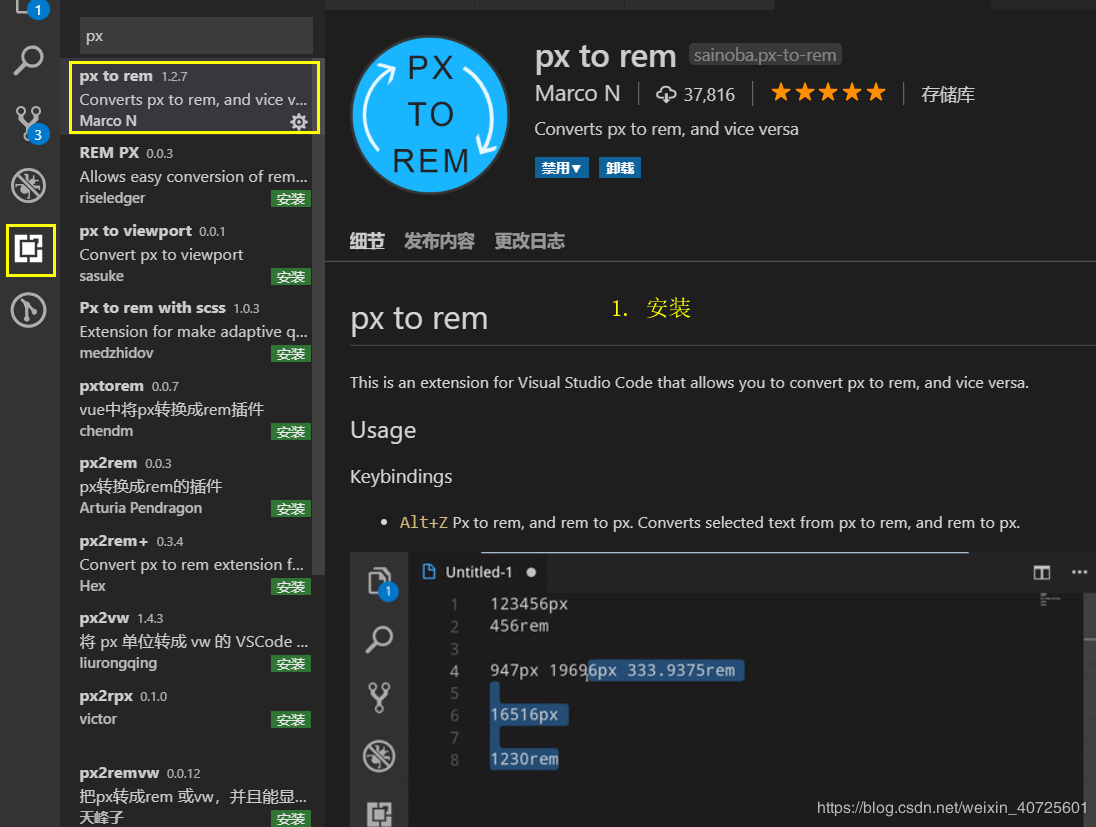 1
3
px
px to rem 1.2.7
Converts px to rem, and vice v...
Marco N
REM PX 0.0.3
Allows easy conversion of rem...
riseledger
安装
px to viewport 0.0.1
Convert px to viewport
sasuke
安装
Px to rem with scss 1.0.3
Extension for make adaptive q...
medzhidov
安装
pxtorem 0.0.7
vue中将px转换成rem插件
chendm
安装
px2rem 0.0.3
px转换成rem的插件
Arturia Pendragon
安装
px2rem+ 0.3.4
Convert px to rem extension f...
Hex
安装
px2vw 1.4.3
将 px 单位转成 vw 的 VSCode ...
liurongqing
安装
px2rpx 0.1.0
victor
安装
px2remvw 0.0.12
把px转成rem 或vw，并且能显...
天峰子
安装
PX
TO
REM
px to rem sainoba.px-to-rem
Marco N 37,816 存储库
Converts px to rem, and vice versa
禁用▼ 卸载
细节 发布内容 更改日志
1. 安装
px to rem
This is an extension for Visual Studio Code that allows you to convert px to rem, and vice versa.
Usage
Keybindings
• Alt+Z Px to rem, and rem to px. Converts selected text from px to rem, and rem to px.
1
Untitled-1 ●
1 123456px
2 456rem
3
4 947px 19696px 333.9375rem
5
6 16516px
7
8 1230rem
https://blog.csdn.net/weixin_40725601